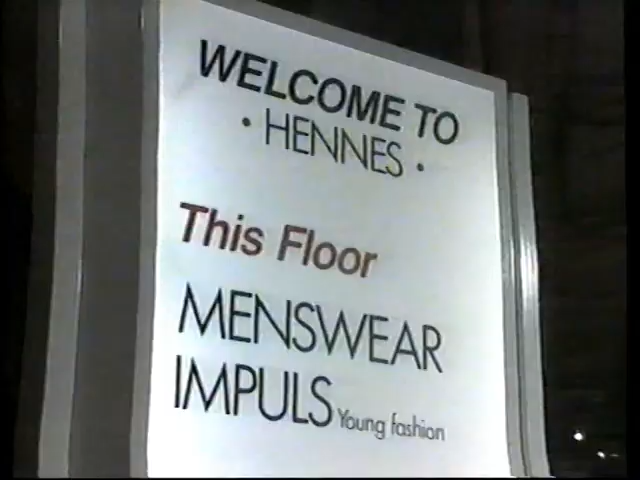 WELCOME TO
· HENNES ·
This Floor
MENSWEAR
IMPULS Young fashion